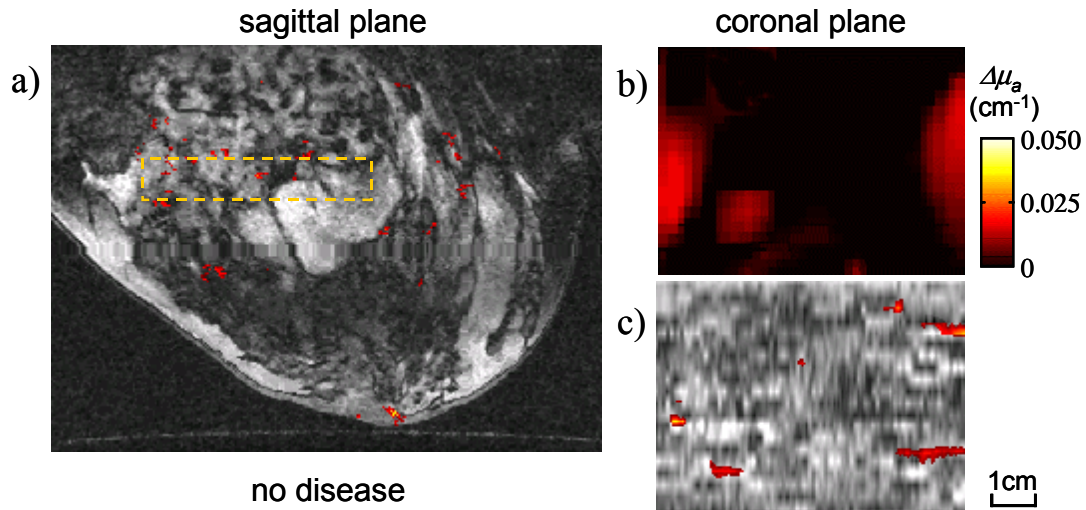 sagittal plane
coronal plane
a)
b)
Δμa
(cm-1)
0.050
0.025
0
c)
1cm
no disease